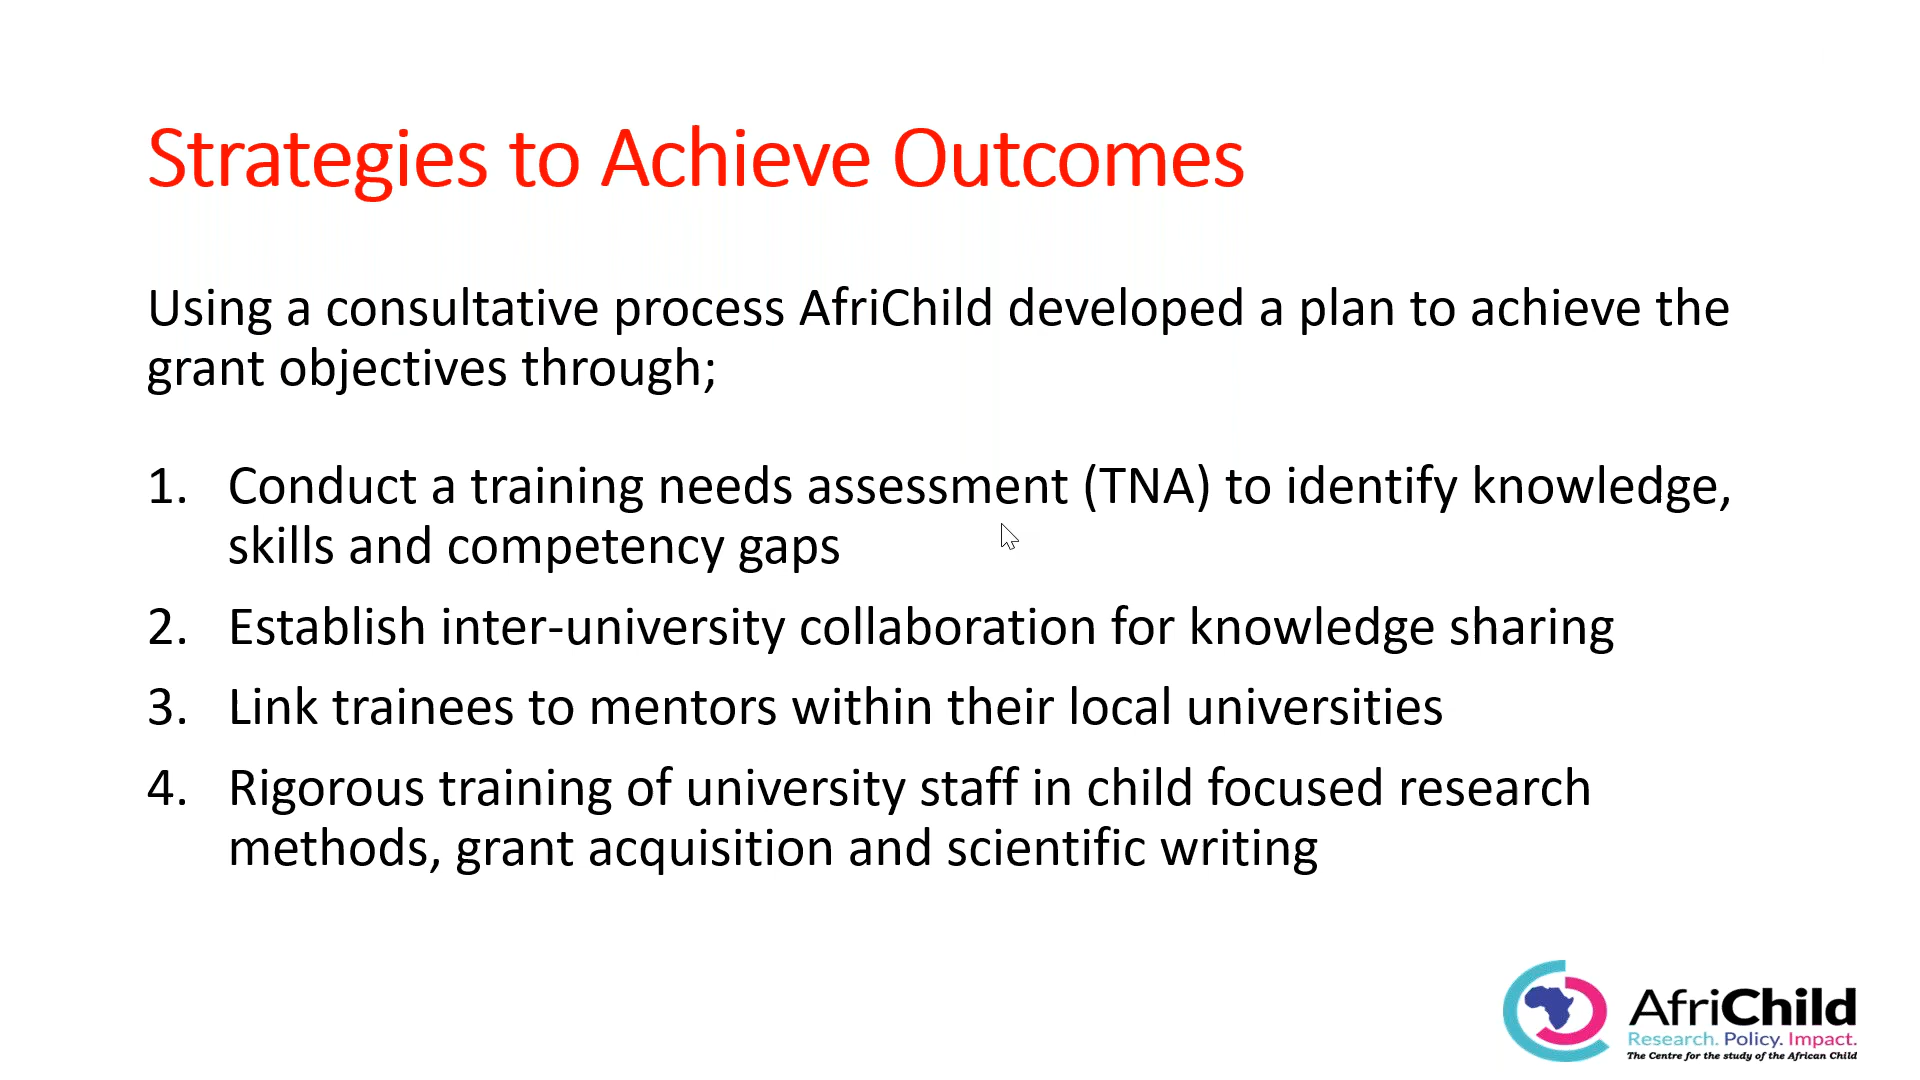 Strategies to Achieve Outcomes
Using a consultative process AfriChild developed a plan to achieve the
grant objectives through;
1. Conduct a training needs assessment (TNA) to identify knowledge,
skills and competency gaps
2. Establish inter-university collaboration for knowledge sharing
3. Link trainees to mentors within their local universities
4. Rigorous training of university staff in child focused research
methods, grant acquisition and scientific writing
AfriChild
Research. Policy. Impact.
The Centre for the study of the African Child